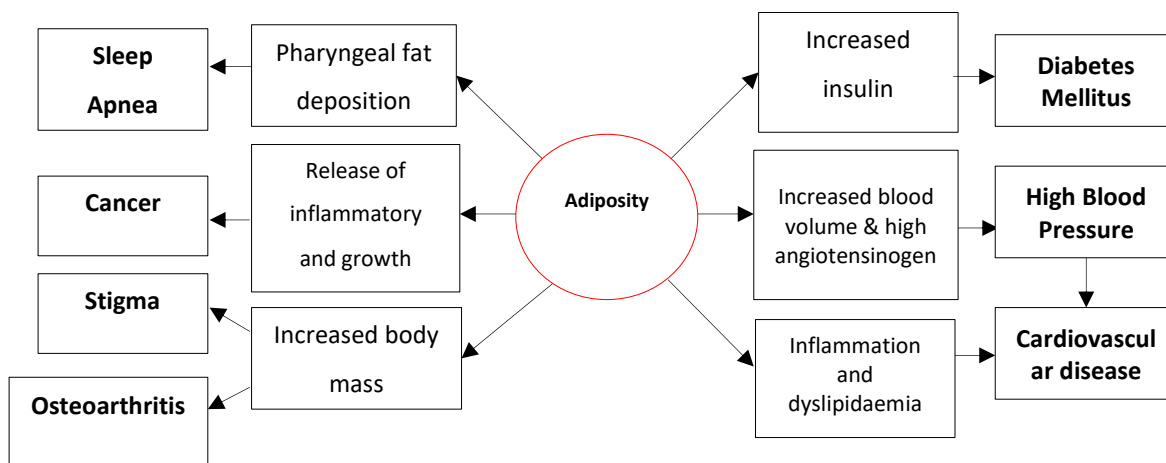 Sleep
Apnea
Pharyngeal fat
deposition
Increased
insulin
Diabetes
Mellitus
Cancer
Release of
inflammatory
and growth
Adiposity
Increased blood
volume & high
angiotensinogen
High Blood
Pressure
Stigma
Increased body
mass
Osteoarthritis
Inflammation
and
dyslipidaemia
Cardiovascul
ar disease